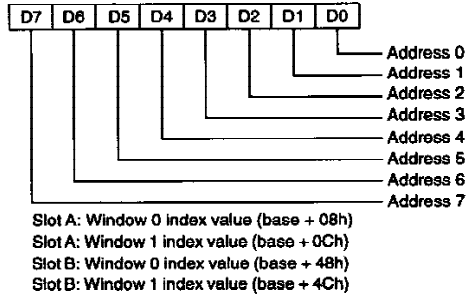 D7 D6 D5 D4 D3 D2 D1 D0
Address 0
Address 1
Address 2
Address 3
Address 4
Address 5
Address 6
Address 7
Slot A: Window 0 index value (base + 08h)
Slot A: Window 1 index value (base + 0Ch)
Slot B: Window 0 index value (base + 48h)
Slot B: Window 1 index value (base + 4Ch)